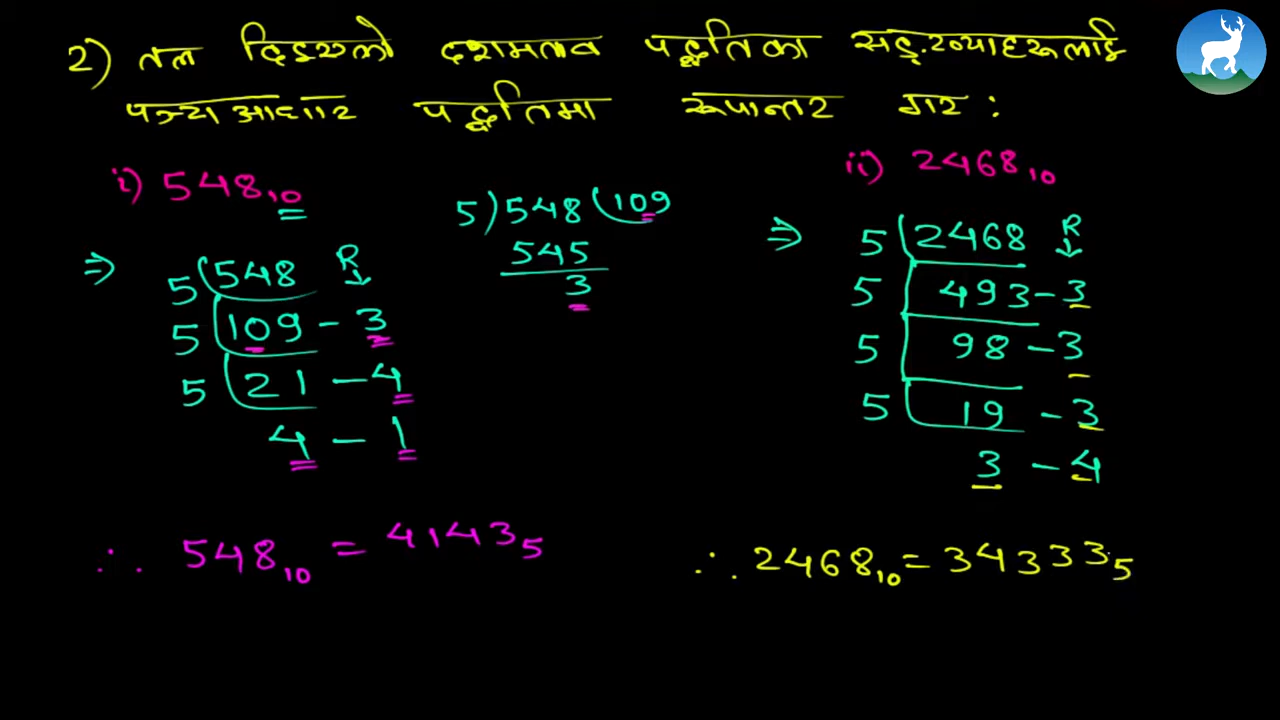 2) तल दिइएको दशमलव पद्धतिका सङ्ख्याहरूलाई
पञ्च आधार पद्धतिमा रूपान्तर गर :
i) 548₁₀
⇒
5 548 R ↓
5 109 - 3
5 21 - 4
4 - 1
∴ 548₁₀ = 4143₅
5) 548 (109
545
3
ii) 2468₁₀
⇒
5 2468 R ↓
5 493 - 3
5 98 - 3
5 19 - 3
3 - 4
∴ 2468₁₀ = 34333₅